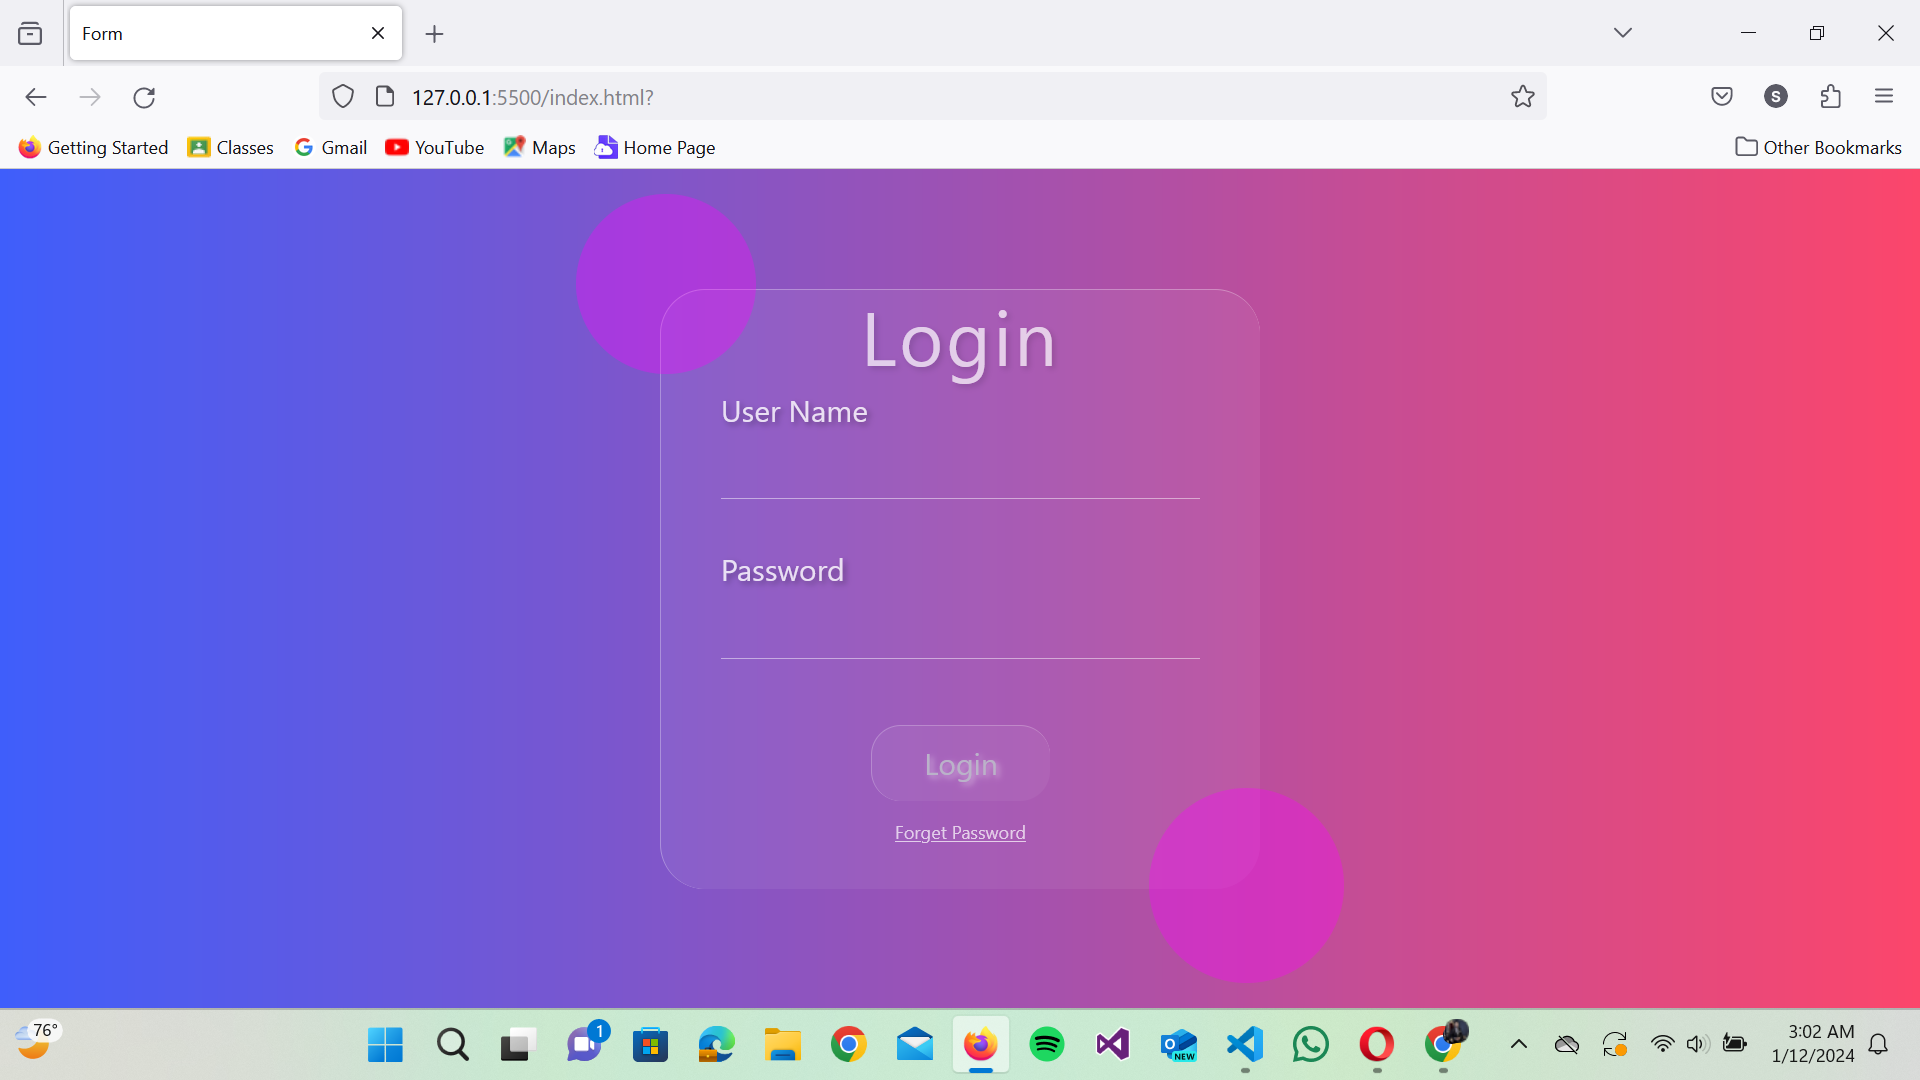 Form
127.0.0.1:5500/index.html?
S
Getting Started
Classes
Gmail
YouTube
Maps
Home Page
Other Bookmarks
Login
User Name
Password
Login
Forget Password
76°
1
NEW
3:02 AM
1/12/2024